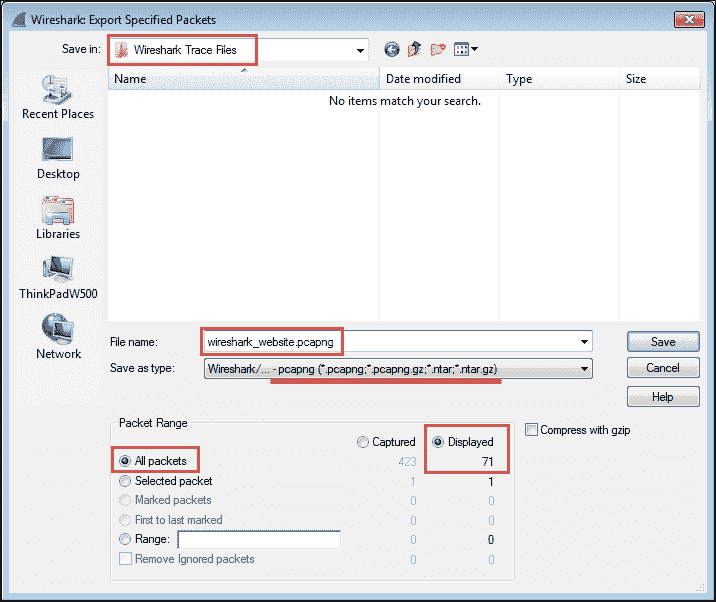 Wireshark: Export Specified Packets
Save in: Wireshark Trace Files
Name Date modified Type Size
No items match your search.
Recent Places
Desktop
Libraries
ThinkPadW500
Network
File name: wireshark_website.pcapng Save
Save as type: Wireshark/... - pcapng (*.pcapng;*.pcapng.gz;*.ntar;*.ntar.gz) Cancel
Help
Packet Range
Captured Displayed Compress with gzip
All packets 423 71
Selected packet 1 1
Marked packets 0 0
First to last marked 0 0
Range: 0 0
Remove Ignored packets 0 0